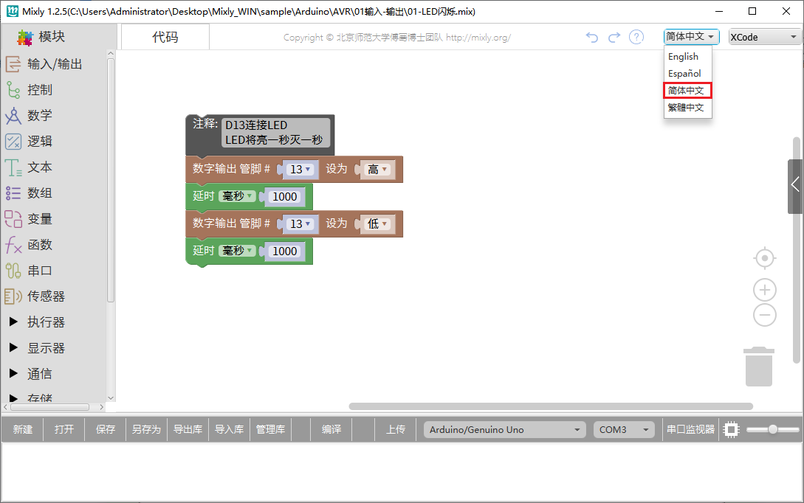 Mixly 1.2.5(C:\Users\Administrator\Desktop\Mixly_WIN\sample\Arduino\AVR\01输入-输出\01-LED闪烁.mix)
模块
代码
Copyright © 北京师范大学傅骞博士团队 http://mixly.org/
简体中文
XCode
English
Español
简体中文
繁體中文
输入/输出
控制
数学
逻辑
文本
数组
变量
函数
串口
传感器
执行器
显示器
通信
存储
注释: D13连接LED
LED将亮一秒灭一秒
数字输出 管脚 # 13 设为 高
延时 毫秒 1000
数字输出 管脚 # 13 设为 低
延时 毫秒 1000
新建 打开 保存 另存为 导出库 导入库 管理库 编译 上传 Arduino/Genuino Uno COM3 串口监视器